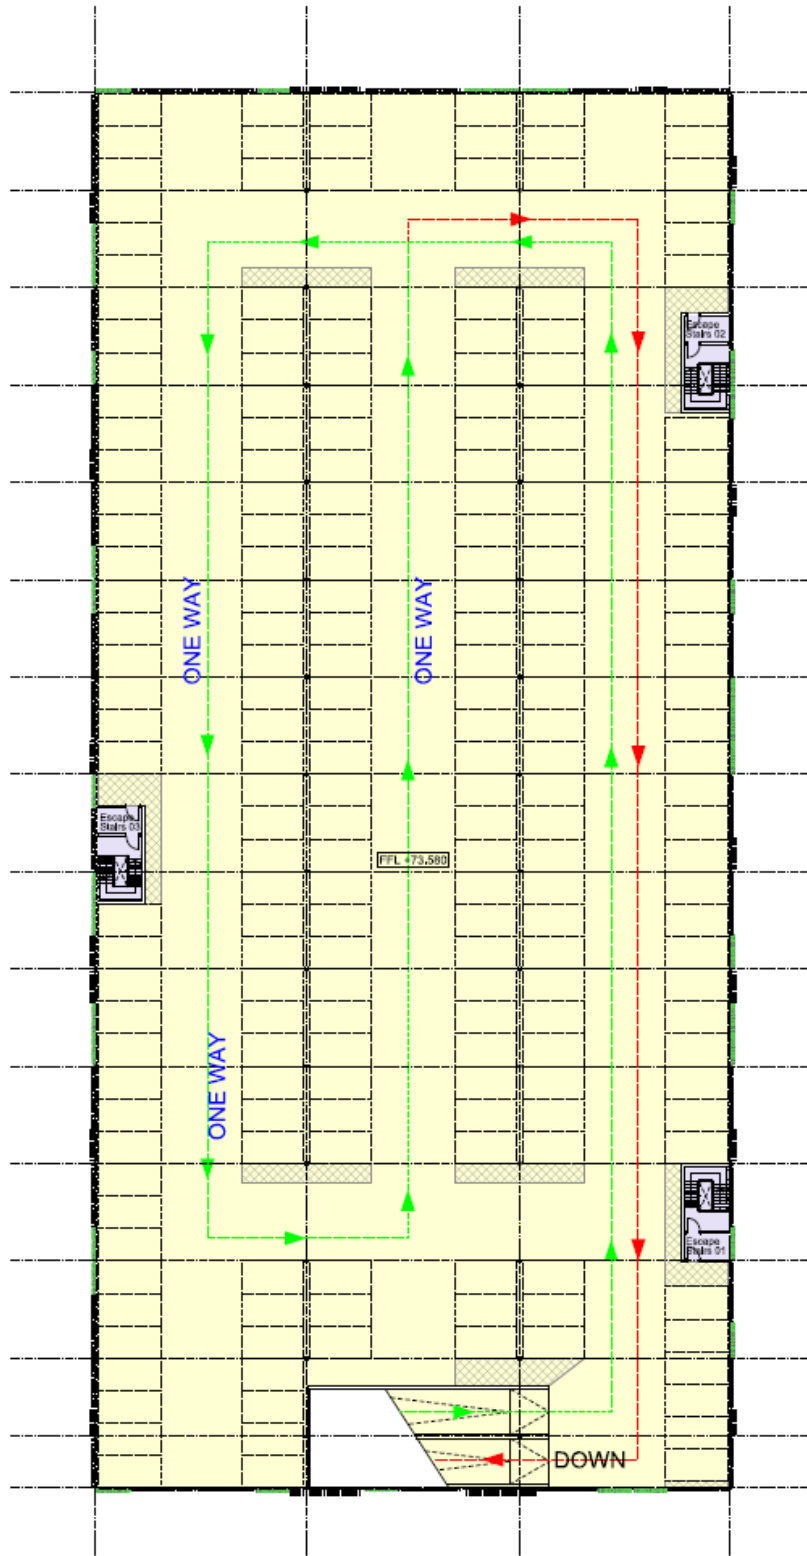 Escape
Stairs 02
ONE WAY
ONE WAY
Escape
Stairs 03
FFL +73.580
ONE WAY
Escape
Stairs 01
DOWN